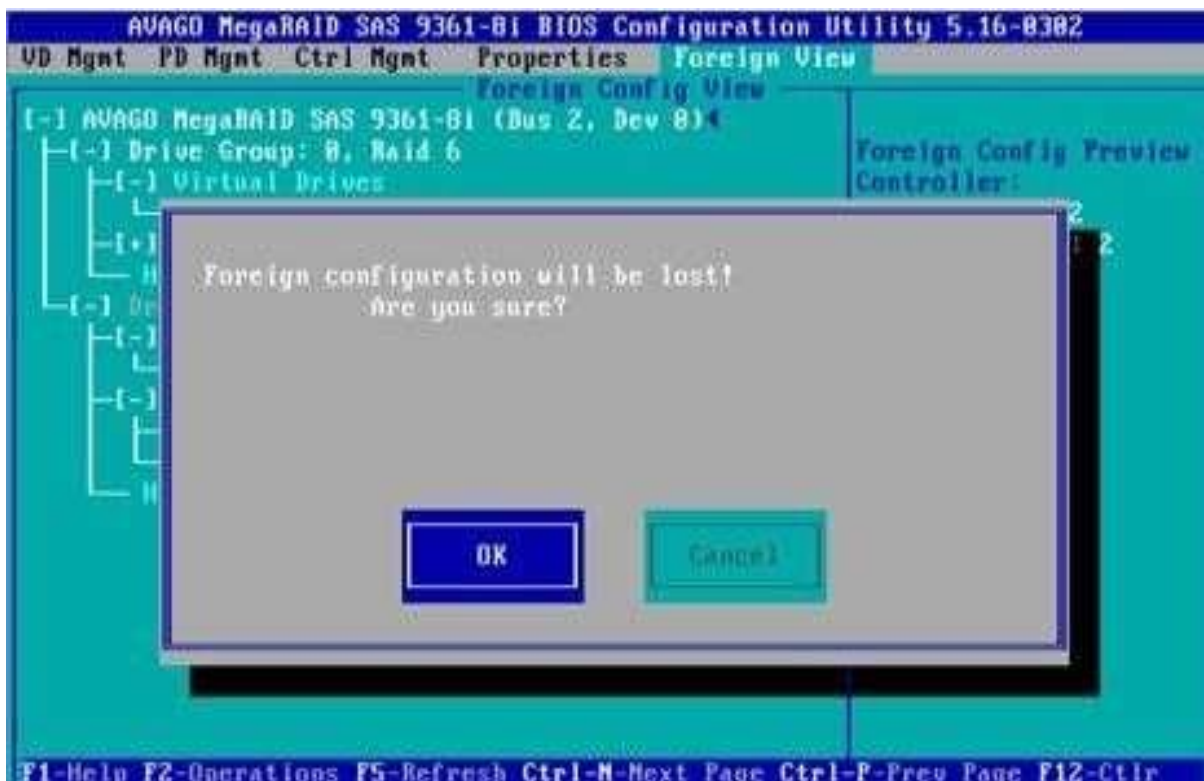 AVAGO MegaRAID SAS 9361-8i BIOS Configuration Utility 5.16-0302
VD Mgmt PD Mgmt Ctrl Mgmt Properties Foreign View
Foreign Config View
[-] AVAGO MegaRAID SAS 9361-8i (Bus 2, Dev 0)
[-] Drive Group: 0, Raid 6
[-] Virtual Drives
Foreign Config Preview
Controller:
2
[+]
: 2
[-]
[-]
[-]
Foreign configuration will be lost!
Are you sure?
OK
Cancel
F1-Help F2-Operations F5-Refresh Ctrl-N-Next Page Ctrl-P-Prev Page F12-Ctlr